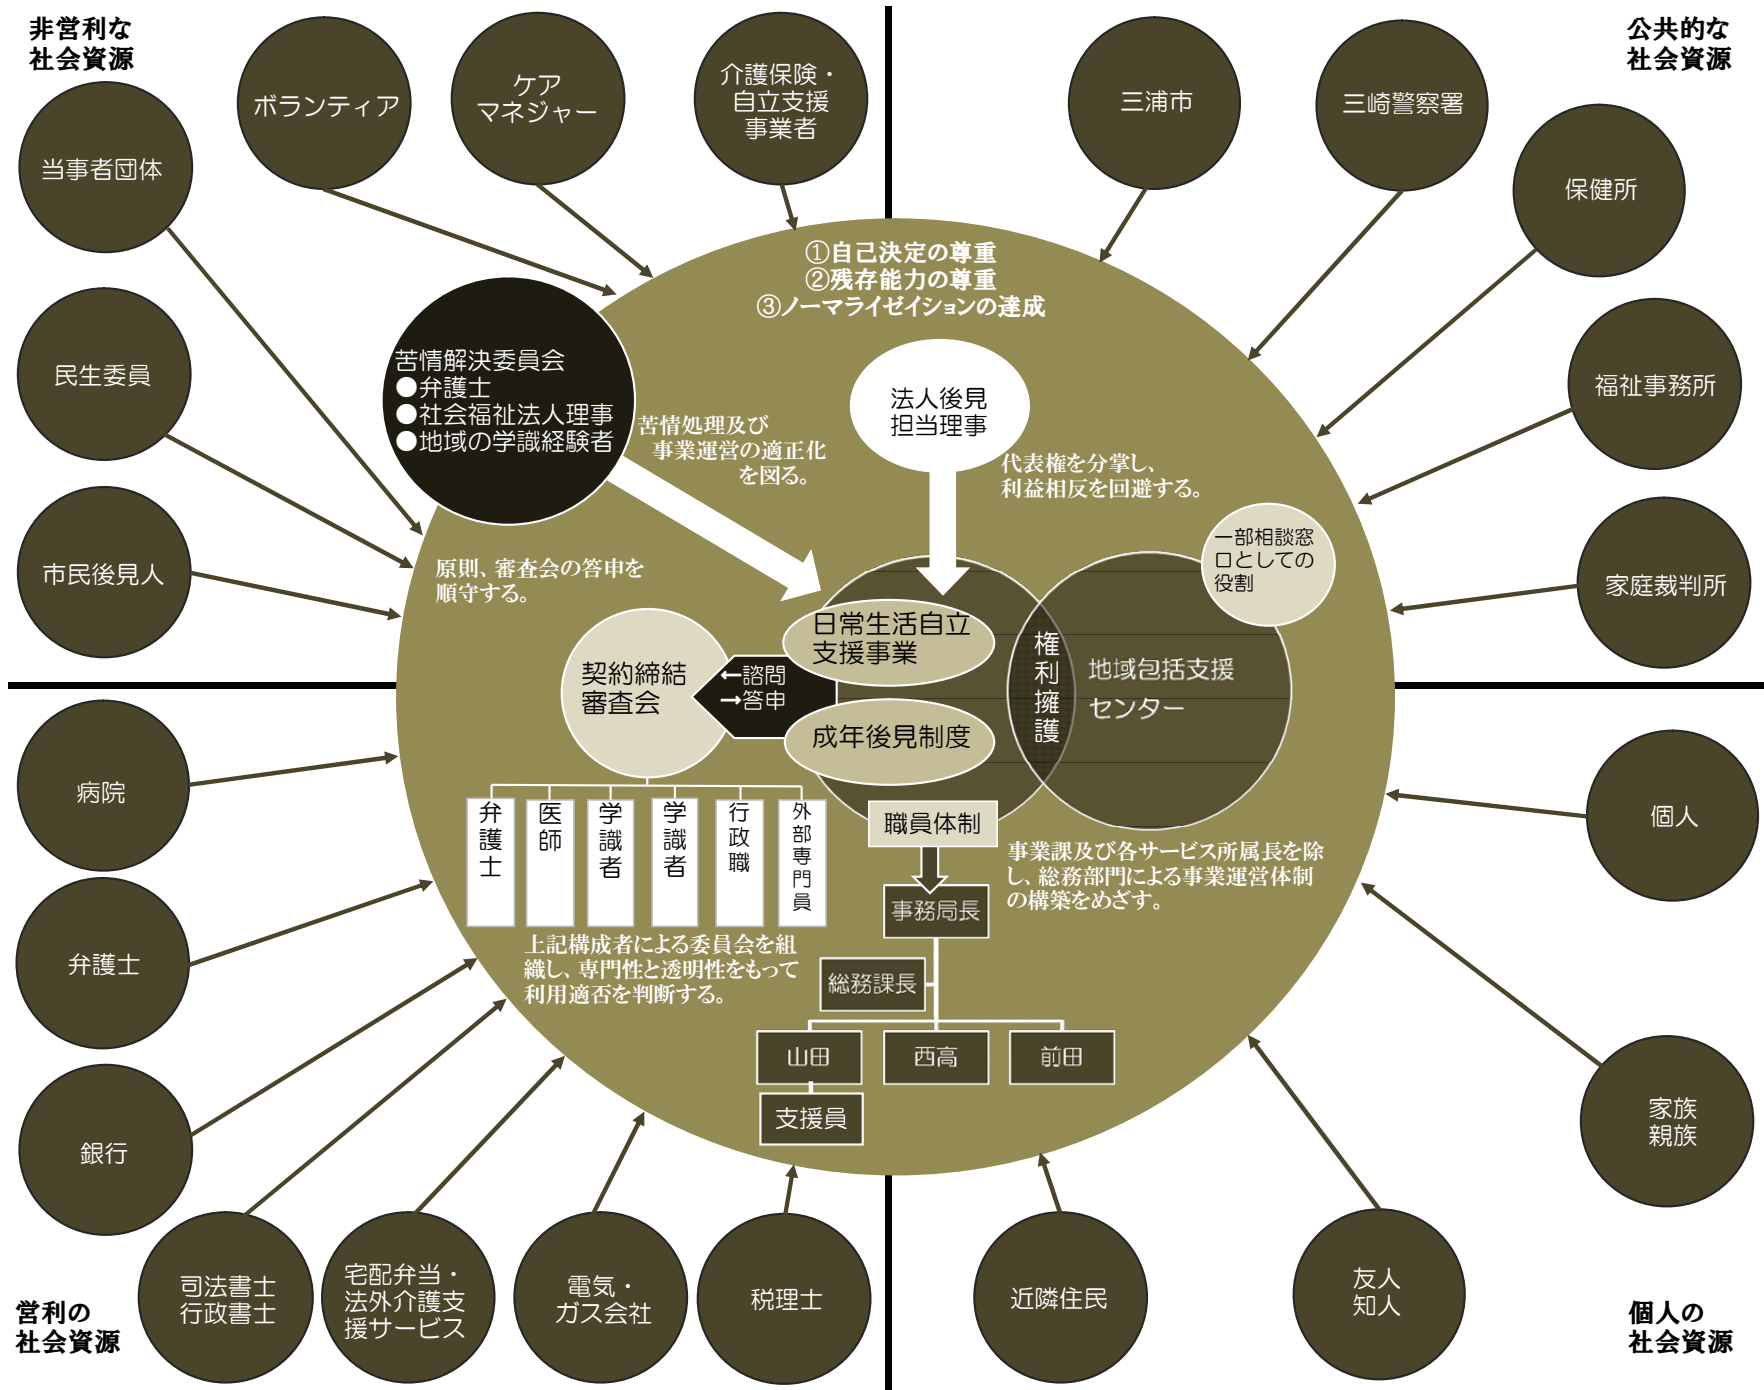 非営利な
社会資源
公共的な
社会資源
ボランティア
ケア
マネジャー
介護保険・
自立支援
事業者
三浦市
三崎警察署
当事者団体
保健所
①自己決定の尊重
②残存能力の尊重
③ノーマライゼイションの達成
民生委員
苦情解決委員会
●弁護士
●社会福祉法人理事
●地域の学識経験者
苦情処理及び
事業運営の適正化
を図る。
法人後見
担当理事
代表権を分掌し、
利益相反を回避する。
福祉事務所
市民後見人
原則、審査会の答申を
順守する。
一部相談窓
口としての
役割
家庭裁判所
契約締結
審査会
←諮問
→答申
日常生活自立
支援事業
成年後見制度
権利擁護
地域包括支援
センター
病院
弁護士
医師
学識者
学識者
行政職
外部専門員
職員体制
個人
事業課及び各サービス所属長を除
し、総務部門による事業運営体制
の構築をめざす。
事務局長
弁護士
上記構成者による委員会を組
織し、専門性と透明性をもって
利用適否を判断する。
総務課長
山田
西高
前田
支援員
銀行
家族
親族
司法書士
行政書士
宅配弁当・
法外介護支
援サービス
電気・
ガス会社
税理士
近隣住民
友人
知人
営利の
社会資源
個人の
社会資源